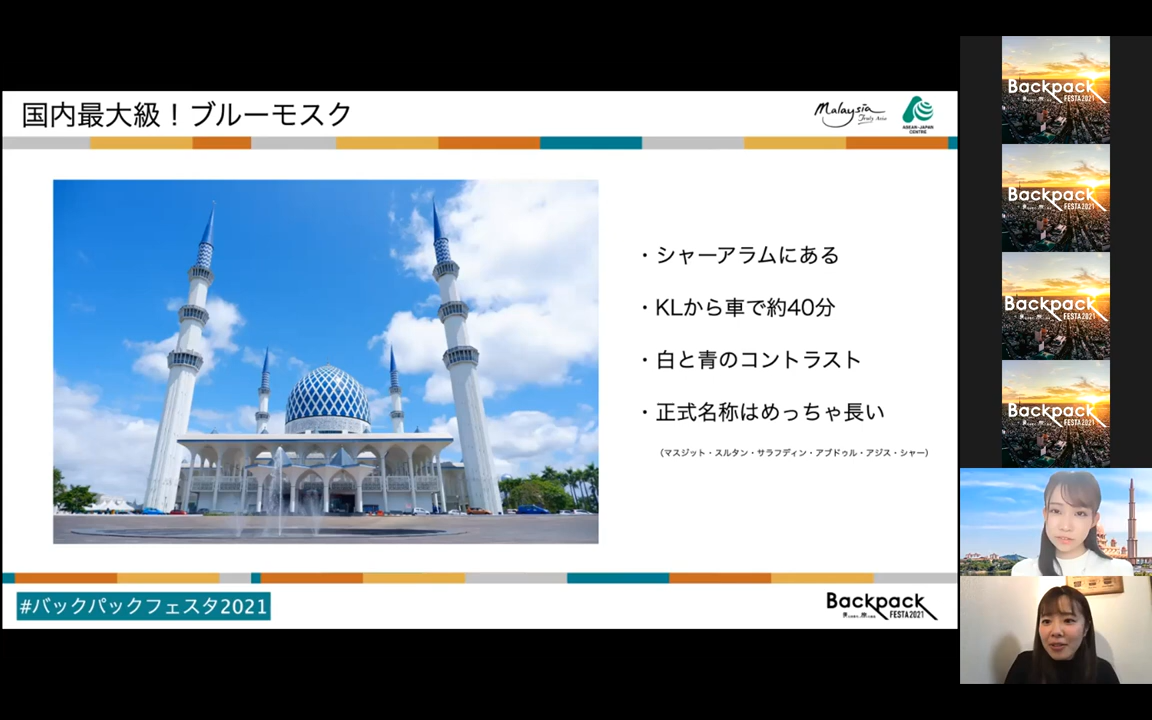 国内最大級！ブルーモスク
Malaysia
Truly Asia
ASEAN-JAPAN
CENTRE
・シャーアラムにある
・KLから車で約40分
・白と青のコントラスト
・正式名称はめっちゃ長い
（マスジット・スルタン・サラフディン・アブドゥル・アジス・シャー）
#バックパックフェスタ2021
Backpack
FESTA2021
Backpack
FESTA2021
Backpack
FESTA2021
Backpack
FESTA2021
Backpack
FESTA2021